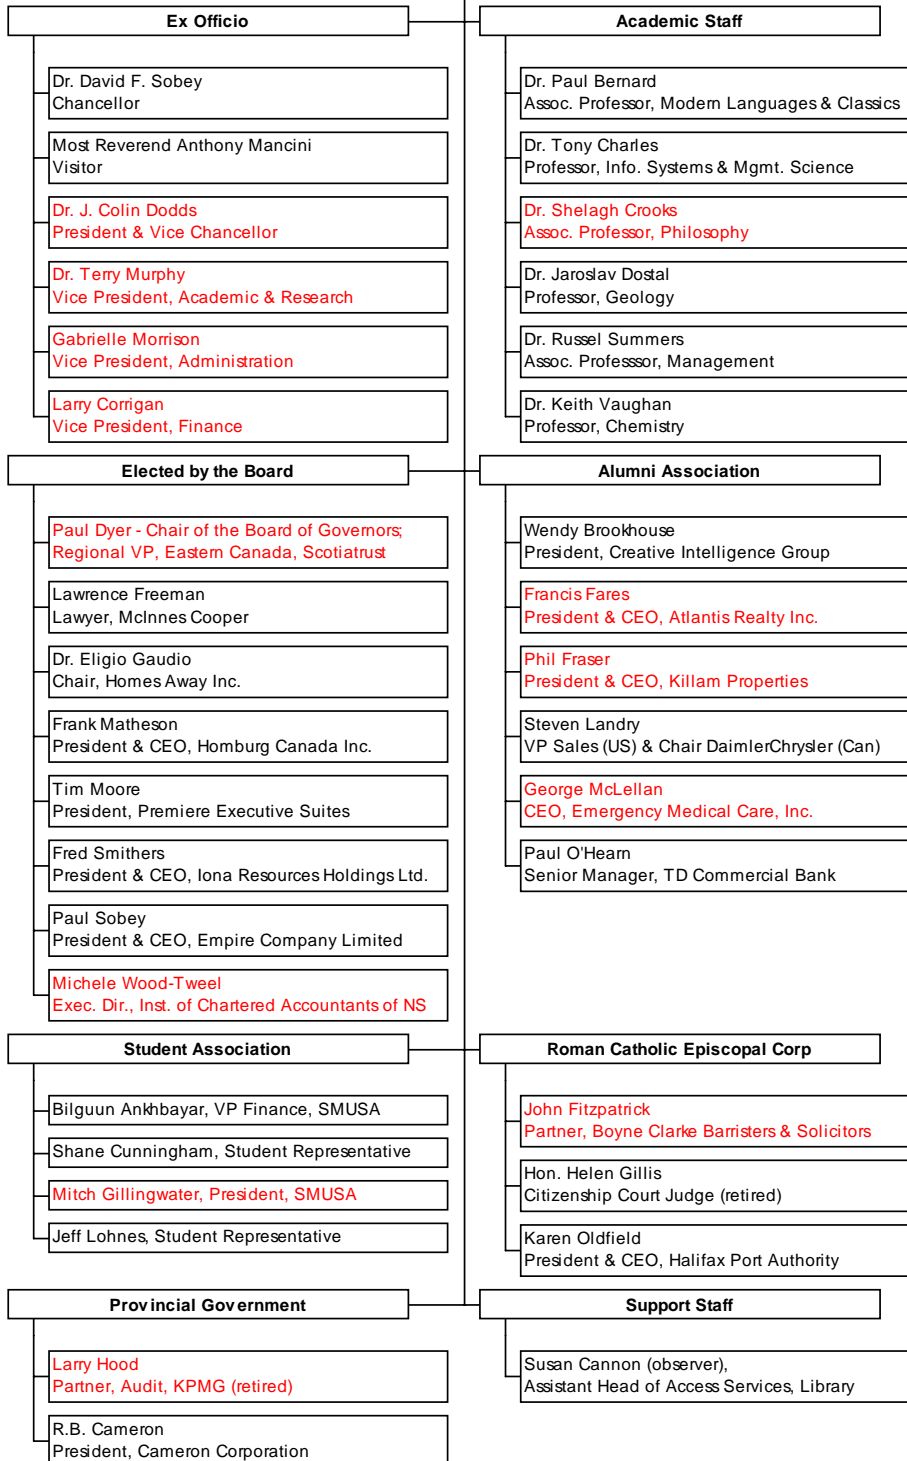 Ex Officio
Dr. David F. Sobey
Chancellor
Most Reverend Anthony Mancini
Visitor
Dr. J. Colin Dodds
President & Vice Chancellor
Dr. Terry Murphy
Vice President, Academic & Research
Gabrielle Morrison
Vice President, Administration
Larry Corrigan
Vice President, Finance
Academic Staff
Dr. Paul Bernard
Assoc. Professor, Modern Languages & Classics
Dr. Tony Charles
Professor, Info. Systems & Mgmt. Science
Dr. Shelagh Crooks
Assoc. Professor, Philosophy
Dr. Jaroslav Dostal
Professor, Geology
Dr. Russel Summers
Assoc. Professsor, Management
Dr. Keith Vaughan
Professor, Chemistry
Elected by the Board
Paul Dyer - Chair of the Board of Governors;
Regional VP, Eastern Canada, Scotiatrust
Lawrence Freeman
Lawyer, McInnes Cooper
Dr. Eligio Gaudio
Chair, Homes Away Inc.
Frank Matheson
President & CEO, Homburg Canada Inc.
Tim Moore
President, Premiere Executive Suites
Fred Smithers
President & CEO, Iona Resources Holdings Ltd.
Paul Sobey
President & CEO, Empire Company Limited
Michele Wood-Tweel
Exec. Dir., Inst. of Chartered Accountants of NS
Alumni Association
Wendy Brookhouse
President, Creative Intelligence Group
Francis Fares
President & CEO, Atlantis Realty Inc.
Phil Fraser
President & CEO, Killam Properties
Steven Landry
VP Sales (US) & Chair DaimlerChrysler (Can)
George McLellan
CEO, Emergency Medical Care, Inc.
Paul O'Hearn
Senior Manager, TD Commercial Bank
Student Association
Bilguun Ankhbayar, VP Finance, SMUSA
Shane Cunningham, Student Representative
Mitch Gillingwater, President, SMUSA
Jeff Lohnes, Student Representative
Roman Catholic Episcopal Corp
John Fitzpatrick
Partner, Boyne Clarke Barristers & Solicitors
Hon. Helen Gillis
Citizenship Court Judge (retired)
Karen Oldfield
President & CEO, Halifax Port Authority
Provincial Government
Larry Hood
Partner, Audit, KPMG (retired)
R.B. Cameron
President, Cameron Corporation
Support Staff
Susan Cannon (observer),
Assistant Head of Access Services, Library